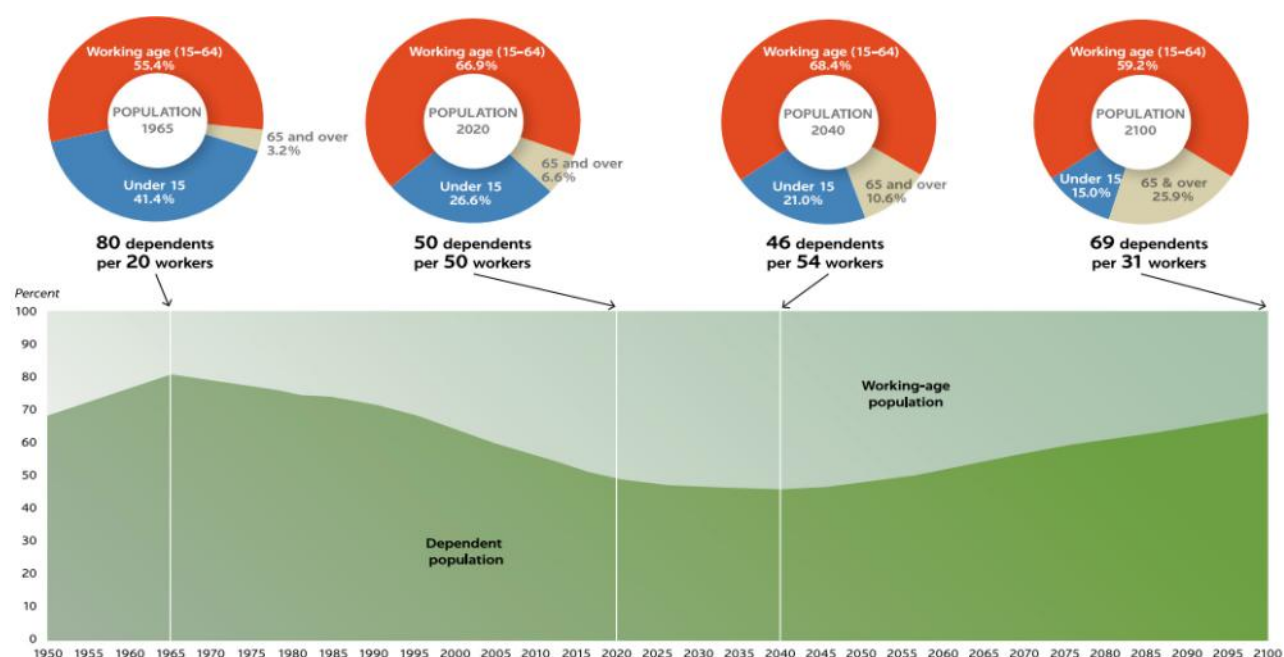 Working age (15–64)
55.4%
POPULATION
1965
65 and over
3.2%
Under 15
41.4%
80 dependents
per 20 workers
Working age (15–64)
66.9%
POPULATION
2020
65 and over
6.6%
Under 15
26.6%
50 dependents
per 50 workers
Working age (15–64)
68.4%
POPULATION
2040
65 and over
10.6%
Under 15
21.0%
46 dependents
per 54 workers
Working age (15–64)
59.2%
POPULATION
2100
Under 15
15.0%
65 & over
25.9%
69 dependents
per 31 workers
Percent
100
90
80
70
60
50
40
30
20
10
0
Working-age
population
Dependent
population
1950 1955 1960 1965 1970 1975 1980 1985 1990 1995 2000 2005 2010 2015 2020 2025 2030 2035 2040 2045 2050 2055 2060 2065 2070 2075 2080 2085 2090 2095 2100